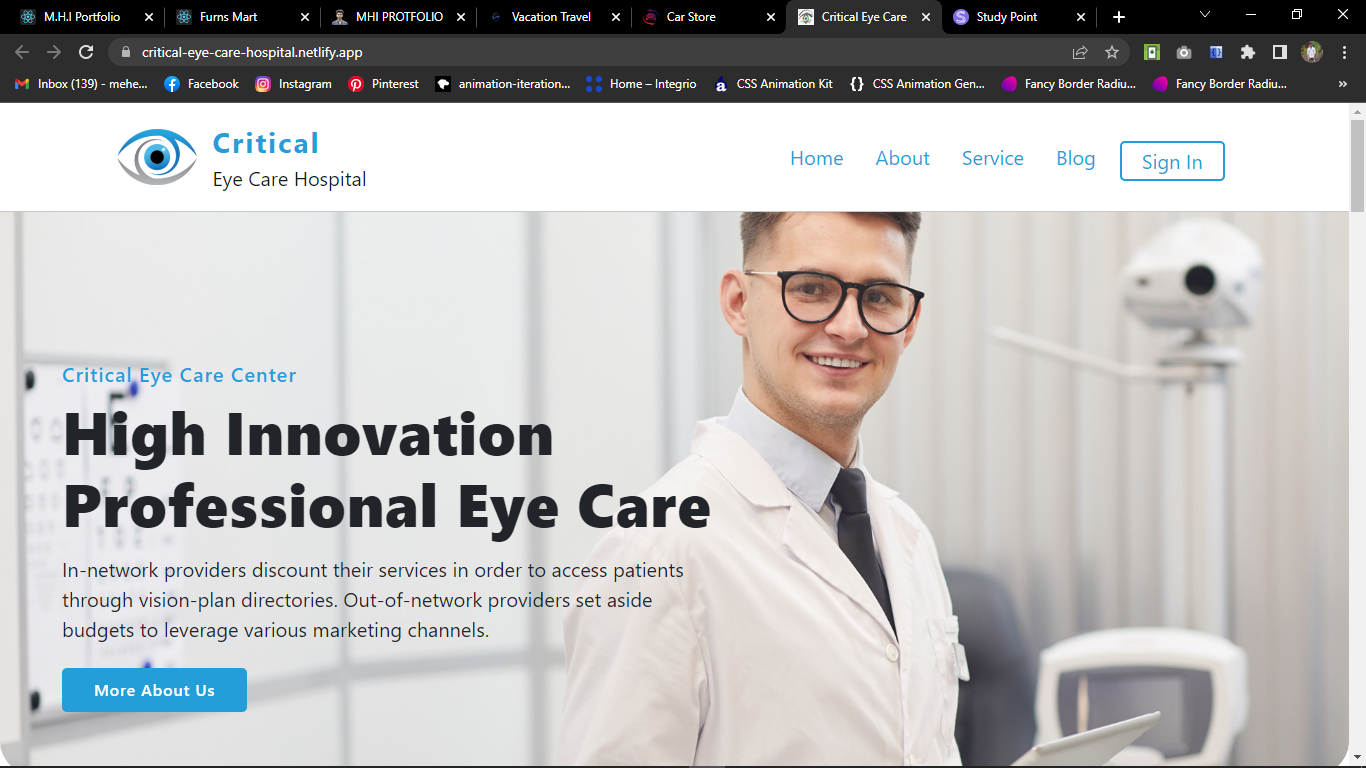 M.H.I Portfolio
Furns Mart
MHI PROTFOLIO
Vacation Travel
Car Store
Critical Eye Care
Study Point
critical-eye-care-hospital.netlify.app
Inbox (139) - mehe...
Facebook
Instagram
Pinterest
animation-iteration...
Home – Integrio
CSS Animation Kit
CSS Animation Gen...
Fancy Border Radiu...
Fancy Border Radiu...
Critical
Eye Care Hospital
Home
About
Service
Blog
Sign In
Critical Eye Care Center
High Innovation
Professional Eye Care
In-network providers discount their services in order to access patients
through vision-plan directories. Out-of-network providers set aside
budgets to leverage various marketing channels.
More About Us